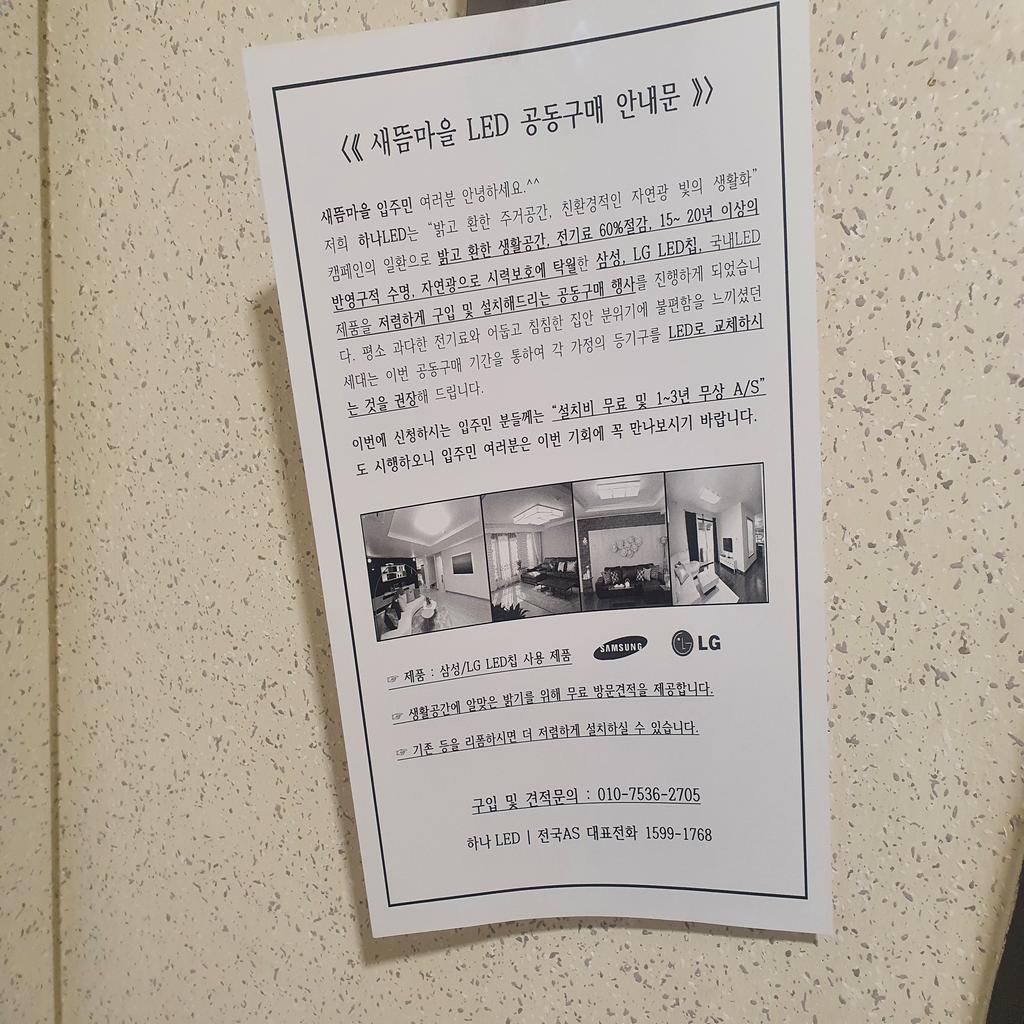 《《 새뜸마을 LED 공동구매 안내문 》》
새뜸마을 입주민 여러분 안녕하세요.^^
저희 하나LED는 “밝고 환한 주거공간, 친환경적인 자연광 빛의 생활화”
캠페인의 일환으로 밝고 환한 생활공간, 전기료 60%절감, 15~ 20년 이상의
반영구적 수명, 자연광으로 시력보호에 탁월한 삼성, LG LED칩, 국내LED
제품을 저렴하게 구입 및 설치해드리는 공동구매 행사를 진행하게 되었습니
다. 평소 과다한 전기료와 어둡고 침침한 집안 분위기에 불편함을 느끼셨던
세대는 이번 공동구매 기간을 통하여 각 가정의 등기구를 LED로 교체하시
는 것을 권장해 드립니다.
이번에 신청하시는 입주민 분들께는 “설치비 무료 및 1~3년 무상 A/S”
도 시행하오니 입주민 여러분은 이번 기회에 꼭 만나보시기 바랍니다.
☞ 제품 : 삼성/LG LED칩 사용 제품 SAMSUNG LG
☞ 생활공간에 알맞은 밝기를 위해 무료 방문견적을 제공합니다.
☞ 기존 등을 리폼하시면 더 저렴하게 설치하실 수 있습니다.
구입 및 견적문의 : 010-7536-2705
하나 LED | 전국AS 대표전화 1599-1768